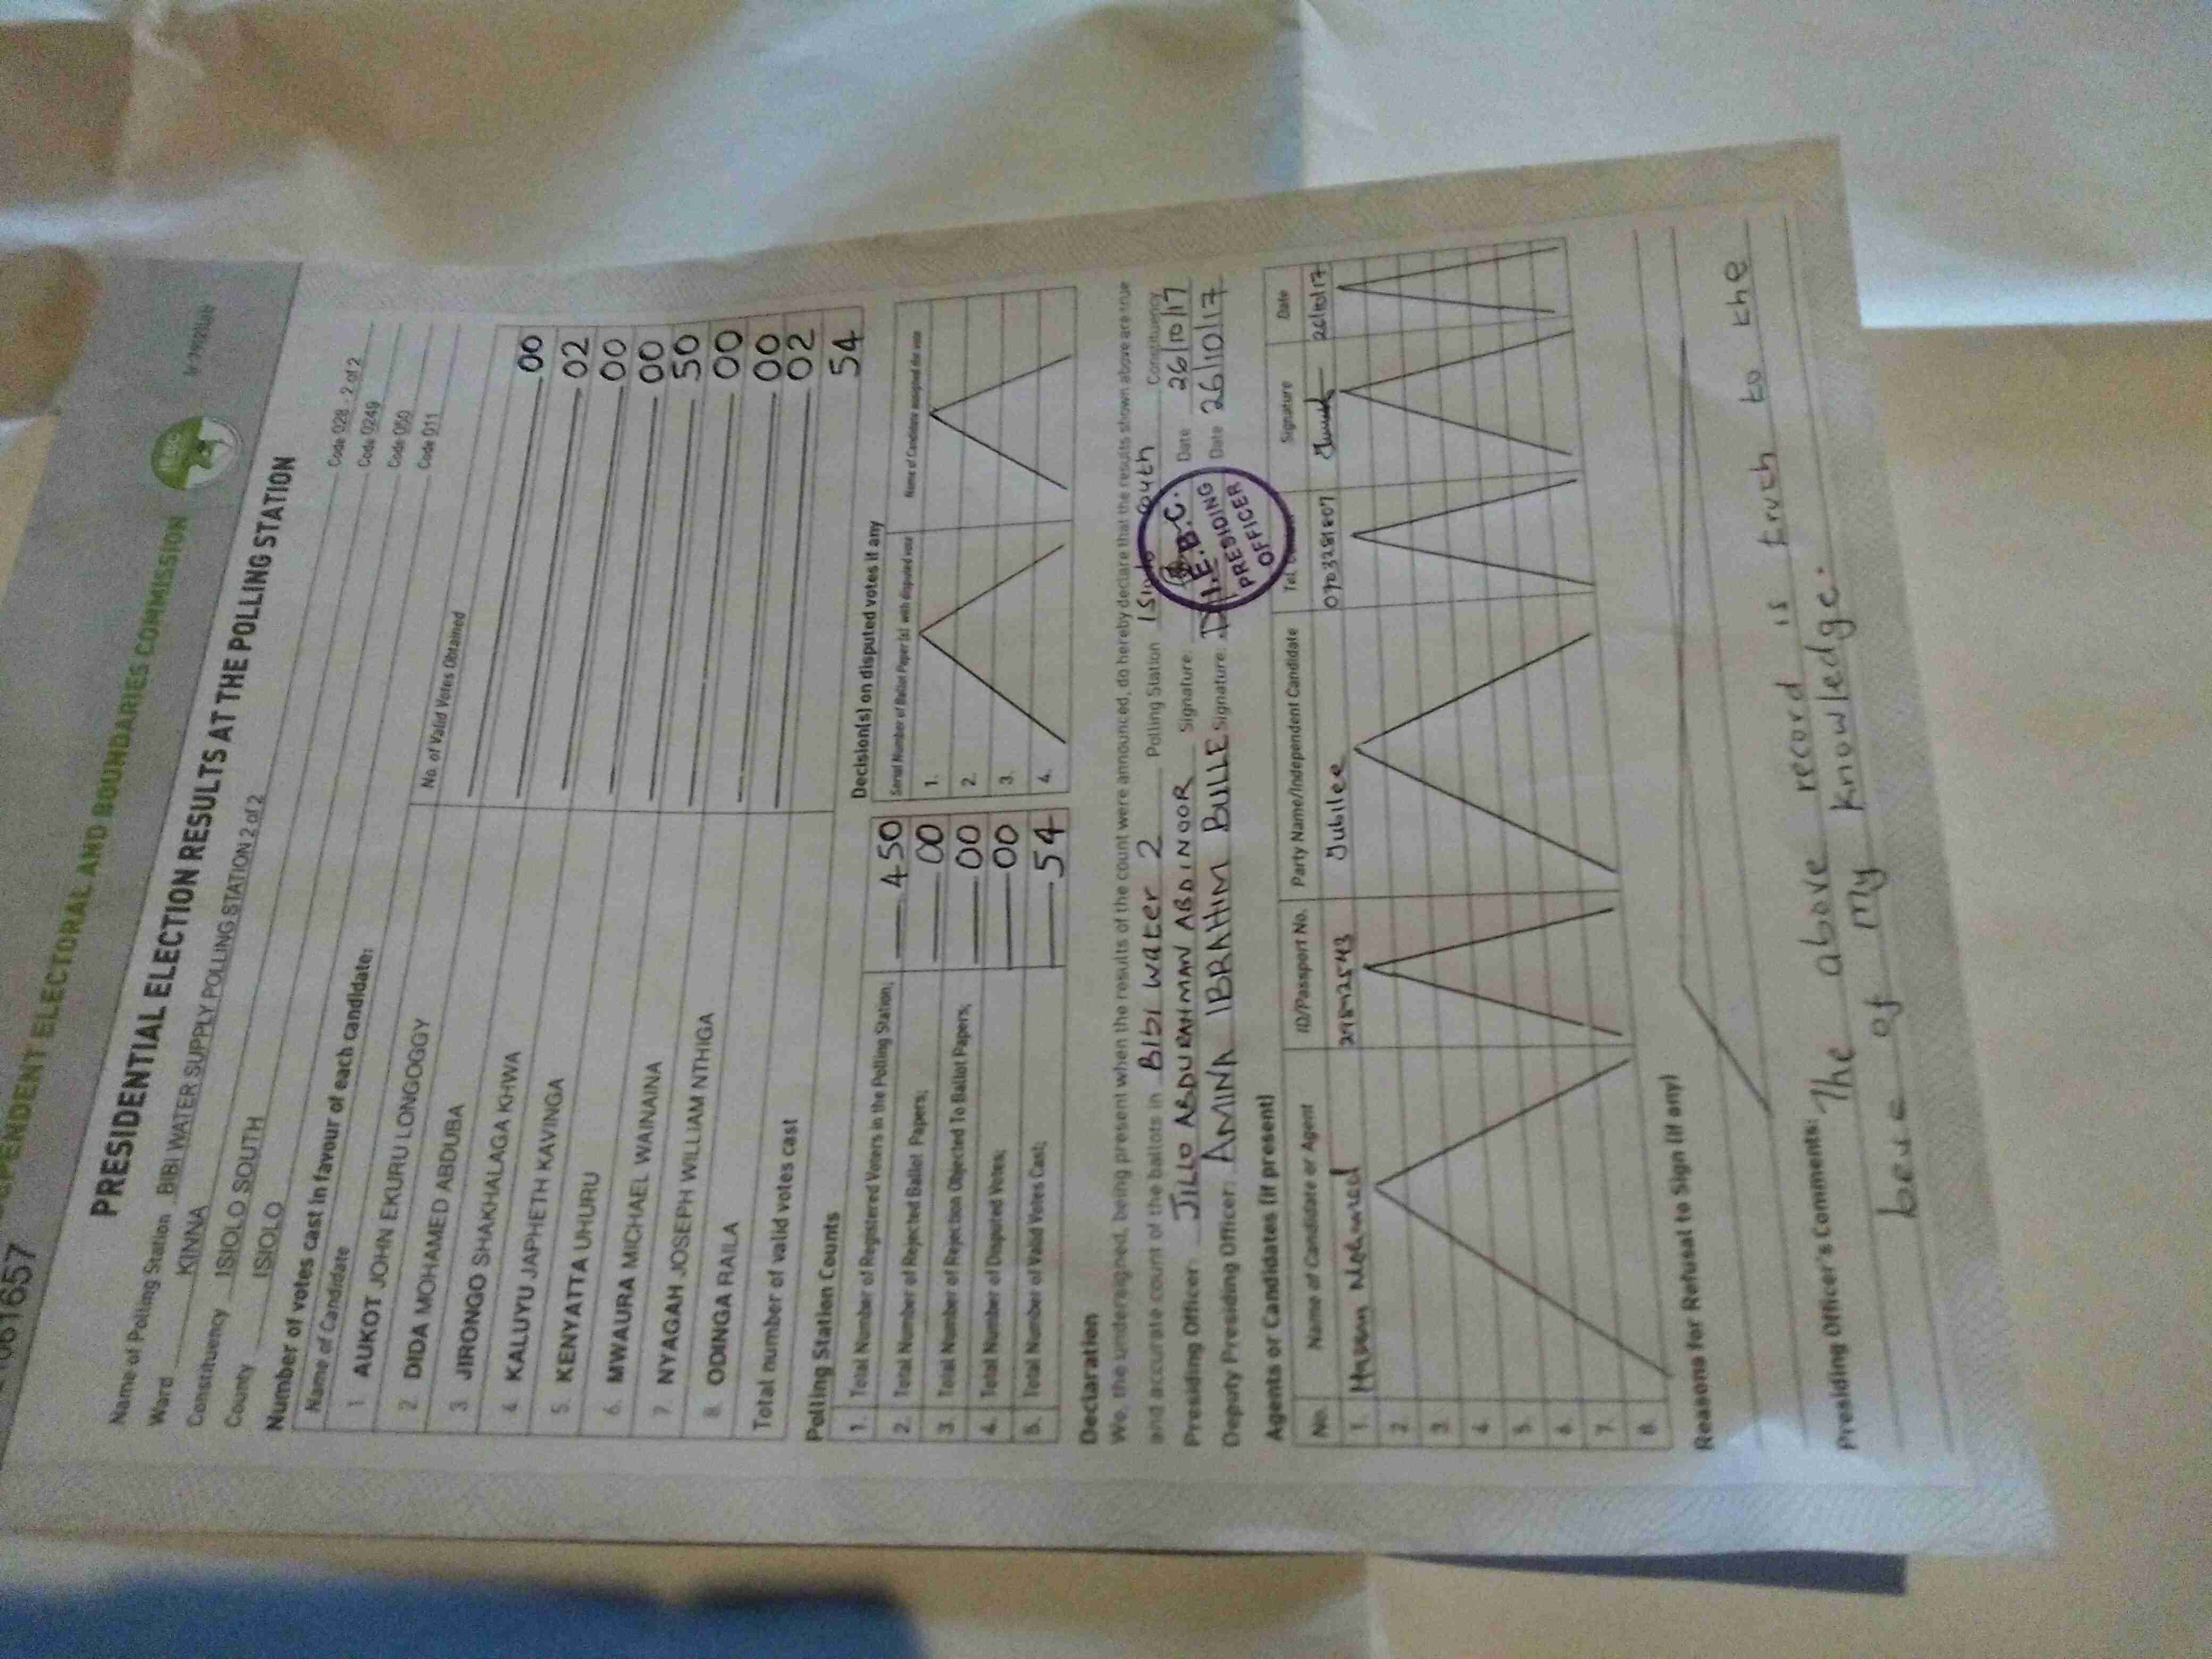 061657
PENDENT ELECTORAL AND BOUNDARIES COMMISSION
PRESIDENTIAL ELECTION RESULTS AT THE POLLING STATION
Name of Polling Station BIBI WATER SUPPLY POLLING STATION 2 of 2 Code 028 - 2 of 2
Ward KINNA Code 0249
Constituency ISIOLO SOUTH Code 050
County ISIOLO Code 011
Number of votes cast in favour of each candidate:
Name of Candidate No. of Valid Votes Obtained
1 AUKOT JOHN EKURU LONGOGGY 00
2. DIDA MOHAMED ABDUBA 02
3. JIRONGO SHAKHALAGA KHWA 00
4. KALUYU JAPHETH KAVINGA 00
5. KENYATTA UHURU 50
6. MWAURA MICHAEL WAINAINA 00
7. NYAGAH JOSEPH WILLIAM NTHIGA 00
8. ODINGA RAILA 02
Total number of valid votes cast 54
Polling Station Counts
1. Total Number of Registered Voters in the Polling Station; 450
2. Total Number of Rejected Ballot Papers; 00
3. Total Number of Rejection Objected To Ballot Papers; 00
4. Total Number of Disputed Votes; 00
5. Total Number of Valid Votes Cast; 54
Decision(s) on disputed votes if any
Serial Number of Ballot Paper (s) with disputed vote Name of Candidate assigned the vote
1.
2.
3.
4.
Declaration
We, the undersigned, being present when the results of the count were announced, do hereby declare that the results shown above are true
and accurate count of the ballots in Bibi Water 2 Polling Station Isiolo South Constituency
Presiding Officer: JILLO ABDURAHMAN ABDINOOR Signature: Date 26/10/17
Deputy Presiding Officer: AMINA IBRAHIM BULLE Signature: Date 26/10/17
I.E.B.C.
PRESIDING
OFFICER
Agents or Candidates (if present)
No. Name of Candidate or Agent ID/Passport No. Party Name/Independent Candidate Tel. Signature Date
1. Jubilee 26/10/17
2
3.
4.
5.
6.
7.
8.
Reasons for Refusal to Sign (if any)
Presiding Officer's Comments: The above record is truth to the
beue of my knowledge.